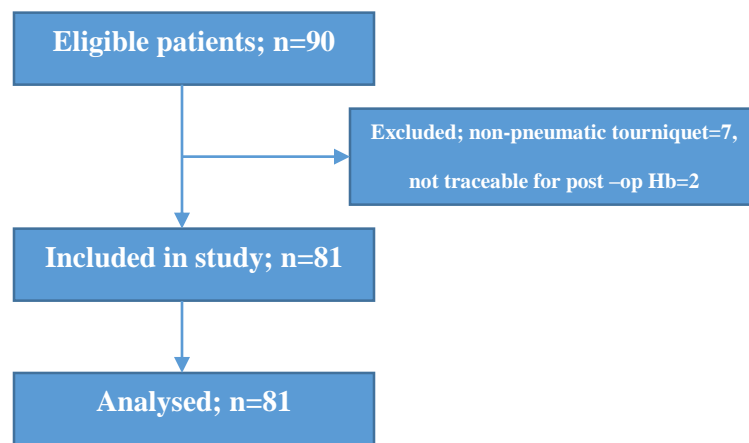 Eligible patients; n=90
Excluded; non-pneumatic tourniquet=7,
not traceable for post –op Hb=2
Included in study; n=81
Analysed; n=81